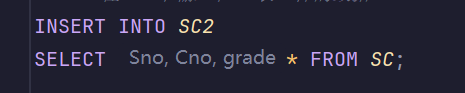 INSERT INTO SC2
SELECT Sno, Cno, grade * FROM SC;